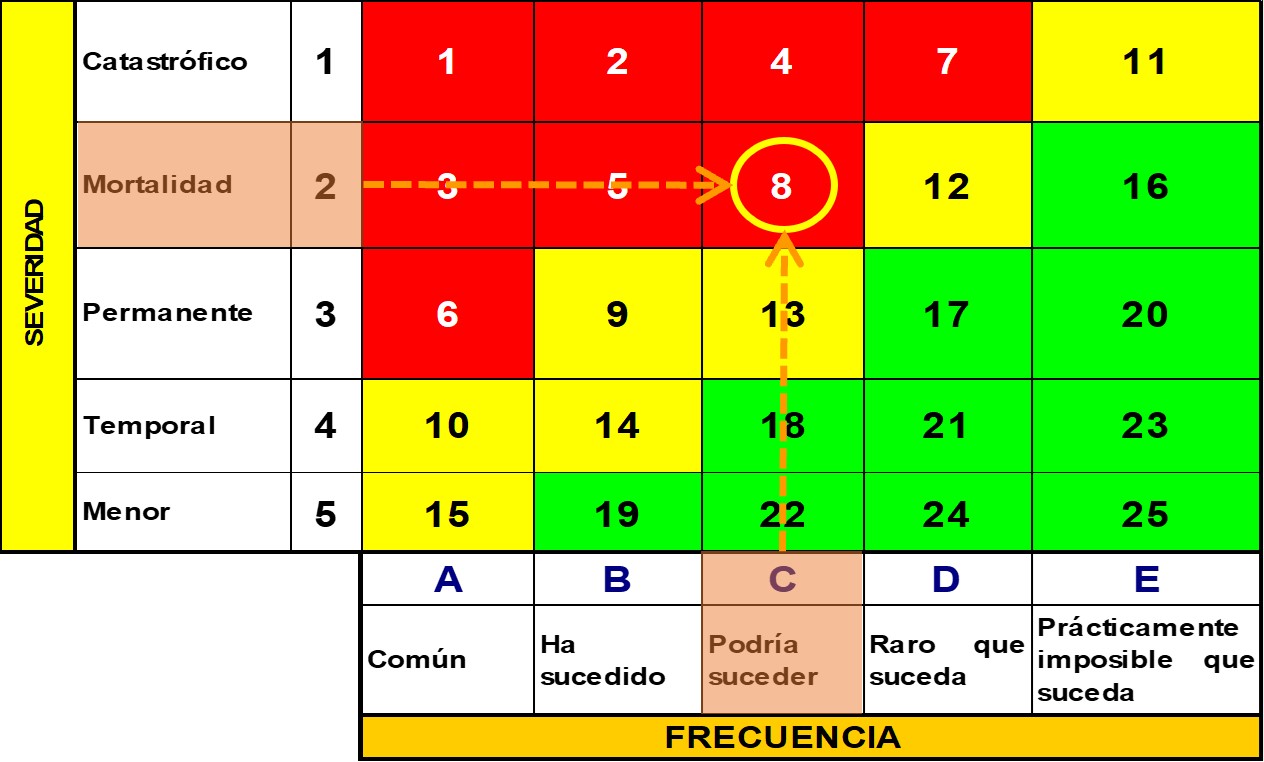 SEVERIDAD
Catastrófico 1 1 2 4 7 11
Mortalidad 2 3 5 8 12 16
Permanente 3 6 9 13 17 20
Temporal 4 10 14 18 21 23
Menor 5 15 19 22 24 25
A B C D E
Común
Ha
sucedido
Podría
suceder
Raro que
suceda
Prácticamente
imposible que
suceda
FRECUENCIA